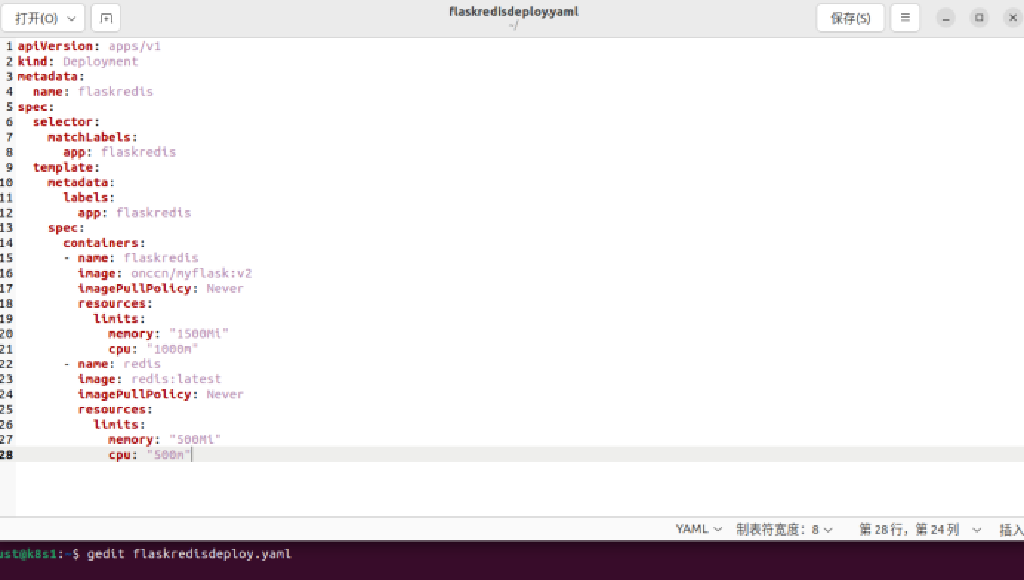 打开(O)
flaskredisdeploy.yaml
~/
保存(S)
1 apiVersion: apps/v1
2 kind: Deployment
3 metadata:
4   name: flaskredis
5 spec:
6   selector:
7     matchLabels:
8       app: flaskredis
9   template:
10     metadata:
11       labels:
12         app: flaskredis
13     spec:
14       containers:
15       - name: flaskredis
16         image: onccn/myflask:v2
17         imagePullPolicy: Never
18         resources:
19           limits:
20             memory: "1500Mi"
21             cpu: "1000m"
22       - name: redis
23         image: redis:latest
24         imagePullPolicy: Never
25         resources:
26           limits:
27             memory: "500Mi"
28             cpu: "500m"
YAML 制表符宽度: 8 第 28 行, 第 24 列 插入
ust@k8s1:~$ gedit flaskredisdeploy.yaml